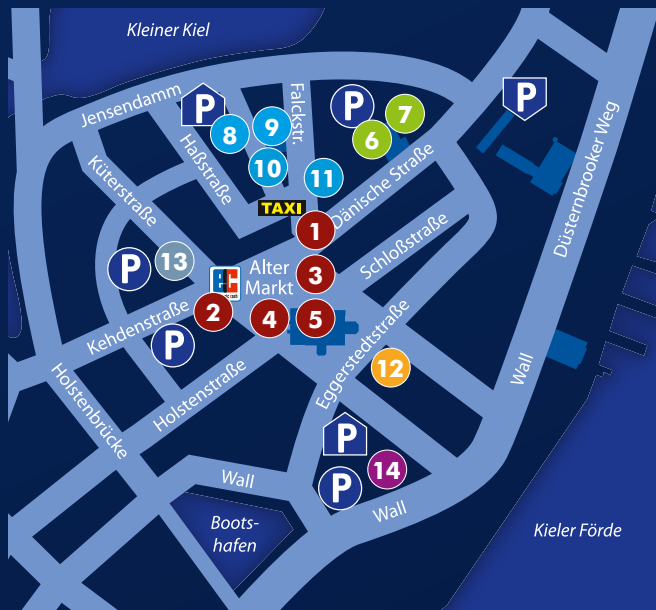 Kleiner Kiel
Jensendamm
P
8
9
10
Falckstr.
P
7
6
P
Haßstraße
11
TAXI
Dänische Straße
1
Küterstraße
Düsternbrooker Weg
P
13
Alter
Markt
3
Schloßstraße
2
4
5
Kehdenstraße
P
Eggerstedtstraße
12
Wall
Holstenstraße
Holstenbrücke
P
14
P
Wall
Wall
Boots-
hafen
Kieler Förde